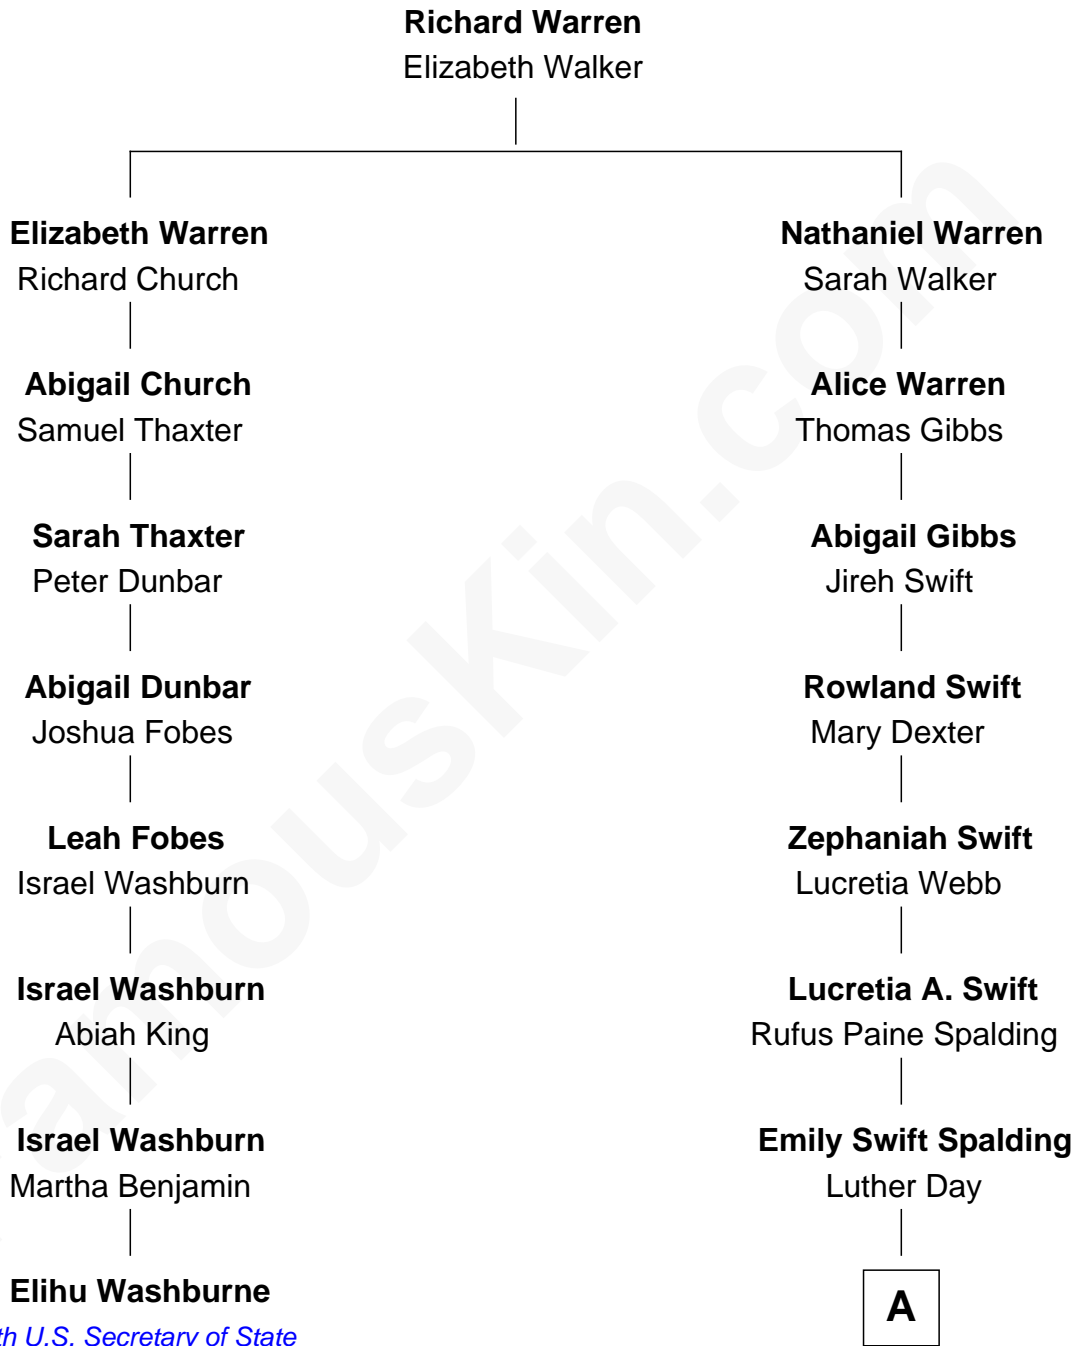 Richard Warren
Elizabeth Walker
Elizabeth Warren
Richard Church
Nathaniel Warren
Sarah Walker
Abigail Church
Samuel Thaxter
Alice Warren
Thomas Gibbs
Sarah Thaxter
Peter Dunbar
Abigail Gibbs
Jireh Swift
Abigail Dunbar
Joshua Fobes
Rowland Swift
Mary Dexter
Leah Fobes
Israel Washburn
Zephaniah Swift
Lucretia Webb
Israel Washburn
Abiah King
Lucretia A. Swift
Rufus Paine Spalding
Israel Washburn
Martha Benjamin
Emily Swift Spalding
Luther Day
Elihu Washburne
th U.S. Secretary of State
A
amouskin.com